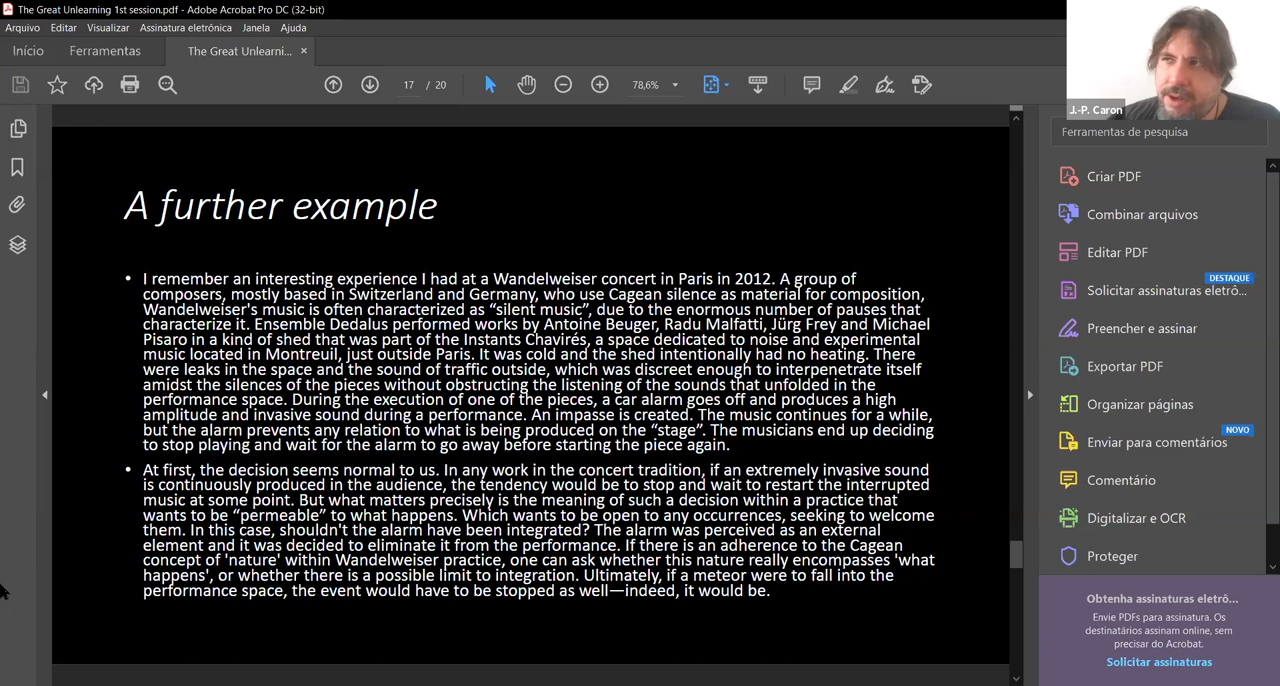 The Great Unlearning 1st session.pdf - Adobe Acrobat Pro DC (32-bit)
Arquivo Editar Visualizar Assinatura eletrônica Janela Ajuda
Início Ferramentas The Great Unlearni... ×
17 / 20 78,6%
J.-P. Caron
Ferramentas de pesquisa
A further example
• I remember an interesting experience I had at a Wandelweiser concert in Paris in 2012. A group of
composers, mostly based in Switzerland and Germany, who use Cagean silence as material for composition,
Wandelweiser's music is often characterized as “silent music”, due to the enormous number of pauses that
characterize it. Ensemble Dedalus performed works by Antoine Beuger, Radu Malfatti, Jürg Frey and Michael
Pisaro in a kind of shed that was part of the Instants Chavirés, a space dedicated to noise and experimental
music located in Montreuil, just outside Paris. It was cold and the shed intentionally had no heating. There
were leaks in the space and the sound of traffic outside, which was discreet enough to interpenetrate itself
amidst the silences of the pieces without obstructing the listening of the sounds that unfolded in the
performance space. During the execution of one of the pieces, a car alarm goes off and produces a high
amplitude and invasive sound during a performance. An impasse is created. The music continues for a while,
but the alarm prevents any relation to what is being produced on the “stage”. The musicians end up deciding
to stop playing and wait for the alarm to go away before starting the piece again.
• At first, the decision seems normal to us. In any work in the concert tradition, if an extremely invasive sound
is continuously produced in the audience, the tendency would be to stop and wait to restart the interrupted
music at some point. But what matters precisely is the meaning of such a decision within a practice that
wants to be “permeable” to what happens. Which wants to be open to any occurrences, seeking to welcome
them. In this case, shouldn't the alarm have been integrated? The alarm was perceived as an external
element and it was decided to eliminate it from the performance. If there is an adherence to the Cagean
concept of 'nature' within Wandelweiser practice, one can ask whether this nature really encompasses 'what
happens', or whether there is a possible limit to integration. Ultimately, if a meteor were to fall into the
performance space, the event would have to be stopped as well—indeed, it would be.
Criar PDF
Combinar arquivos
Editar PDF
DESTAQUE
Solicitar assinaturas eletrô...
Preencher e assinar
Exportar PDF
Organizar páginas
NOVO
Enviar para comentários
Comentário
Digitalizar e OCR
Proteger
Obtenha assinaturas eletrô...
Envie PDFs para assinatura. Os
destinatários assinam online, sem
precisar do Acrobat.
Solicitar assinaturas